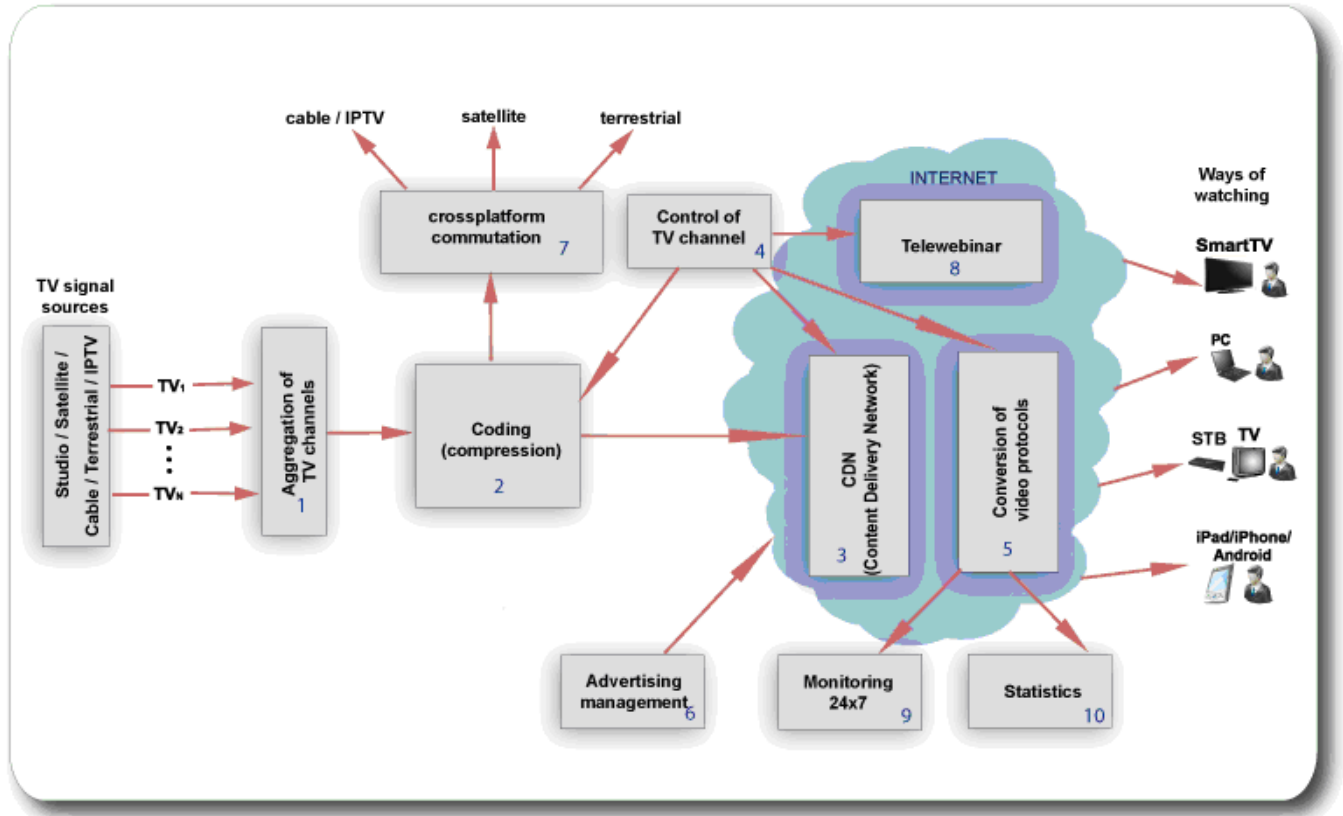 cable / IPTV
satellite
terrestrial
crossplatform
commutation
7
Control of
TV channel
4
INTERNET
Telewebinar
8
Ways of
watching
SmartTV
PC
STB TV
iPad/iPhone/
Android
TV signal
sources
Studio / Satellite /
Cable / Terrestrial / IPTV
TV₁
TV₂
TVN
Aggregation of
TV channels
1
Coding
(compression)
2
CDN
(Content Delivery Network)
3
Conversion of
video protocols
5
Advertising
management
6
Monitoring
24x7
9
Statistics
10